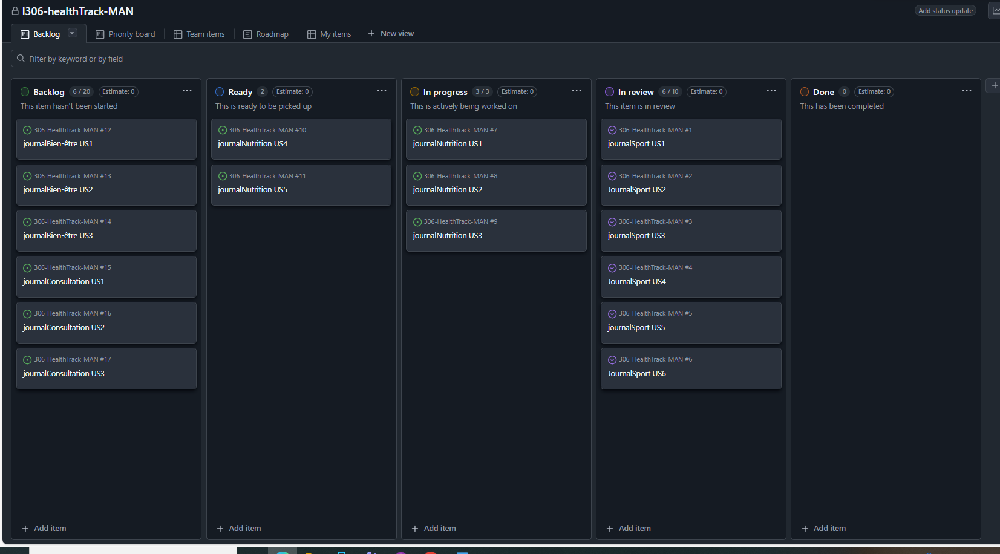 I306-healthTrack-MAN
Add status update
Backlog
Priority board
Team items
Roadmap
My items
New view
Filter by keyword or by field
Backlog 6 / 20 Estimate: 0
This item hasn't been started
306-HealthTrack-MAN #12
journalBien-être US1
306-HealthTrack-MAN #13
journalBien-être US2
306-HealthTrack-MAN #14
journalBien-être US3
306-HealthTrack-MAN #15
journalConsultation US1
306-HealthTrack-MAN #16
journalConsultation US2
306-HealthTrack-MAN #17
journalConsultation US3
Add item
Ready 2 Estimate: 0
This is ready to be picked up
306-HealthTrack-MAN #10
journalNutrition US4
306-HealthTrack-MAN #11
journalNutrition US5
Add item
In progress 3 / 3 Estimate: 0
This is actively being worked on
306-HealthTrack-MAN #7
journalNutrition US1
306-HealthTrack-MAN #8
journalNutrition US2
306-HealthTrack-MAN #9
journalNutrition US3
Add item
In review 6 / 10 Estimate: 0
This item is in review
306-HealthTrack-MAN #1
journalSport US1
306-HealthTrack-MAN #2
JournalSport US2
306-HealthTrack-MAN #3
journalSport US3
306-HealthTrack-MAN #4
JournalSport US4
306-HealthTrack-MAN #5
journalSport US5
306-HealthTrack-MAN #6
JournalSport US6
Add item
Done 0 Estimate: 0
This has been completed
Add item